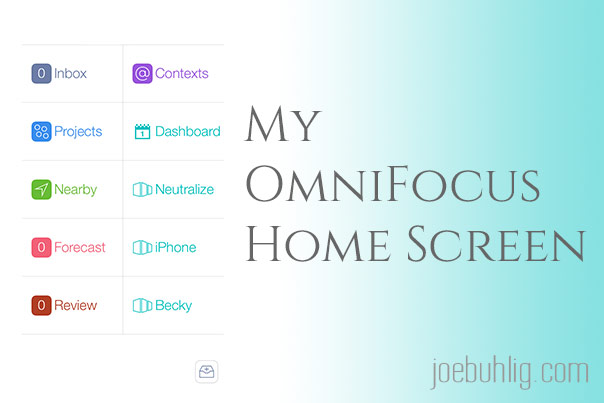 0 Inbox
@ Contexts
Projects
1 Dashboard
Nearby
Neutralize
0 Forecast
iPhone
0 Review
Becky
My
OmniFocus
Home Screen
joebuhlig.com